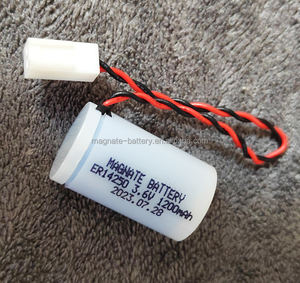 magnate-battery.en.alibaba.com
MAGNATE BATTERY
ER14250 3.6V 1200mAh
2023.07.28